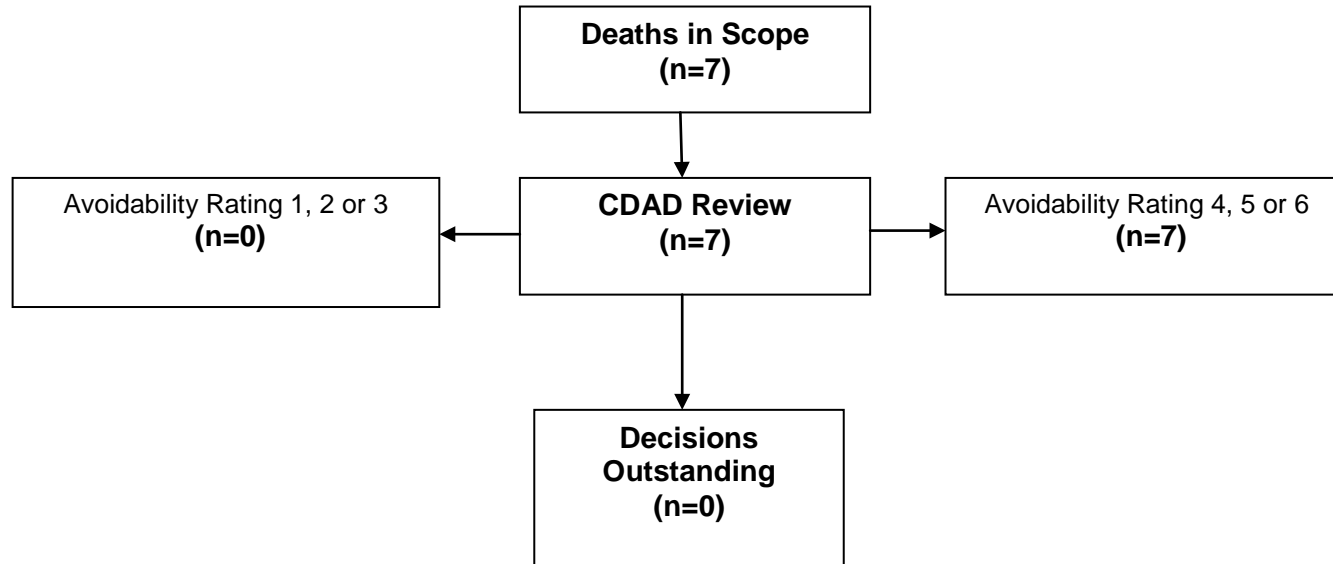 Deaths in Scope
(n=7)
Avoidability Rating 1, 2 or 3
(n=0)
CDAD Review
(n=7)
Avoidability Rating 4, 5 or 6
(n=7)
Decisions
Outstanding
(n=0)